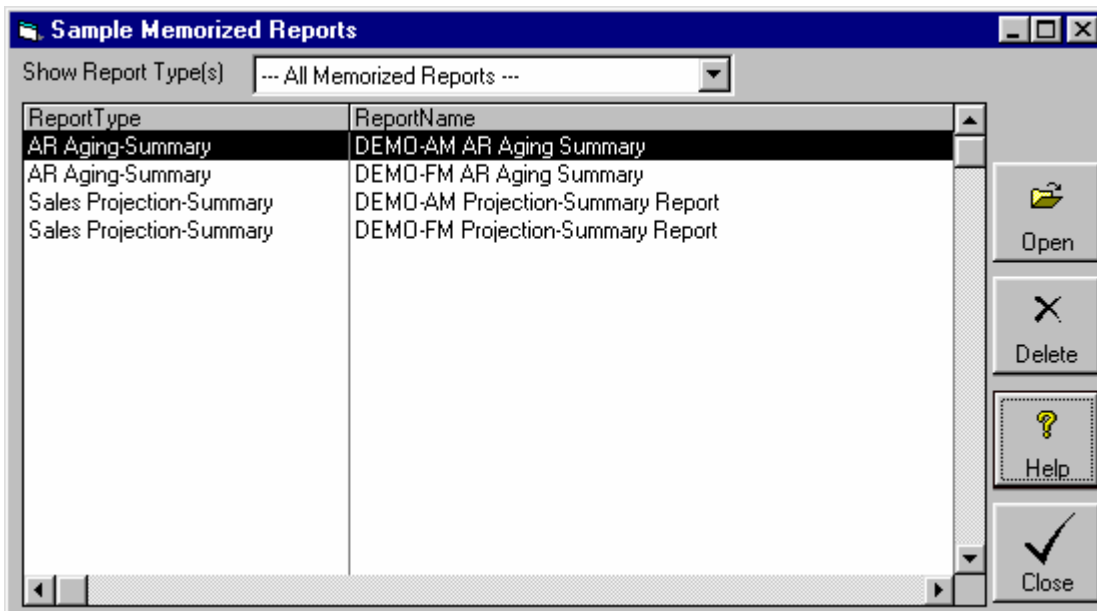 Sample Memorized Reports
Show Report Type(s) --- All Memorized Reports ---
ReportType ReportName
AR Aging-Summary DEMO-AM AR Aging Summary
AR Aging-Summary DEMO-FM AR Aging Summary
Sales Projection-Summary DEMO-AM Projection-Summary Report
Sales Projection-Summary DEMO-FM Projection-Summary Report
Open
Delete
Help
Close